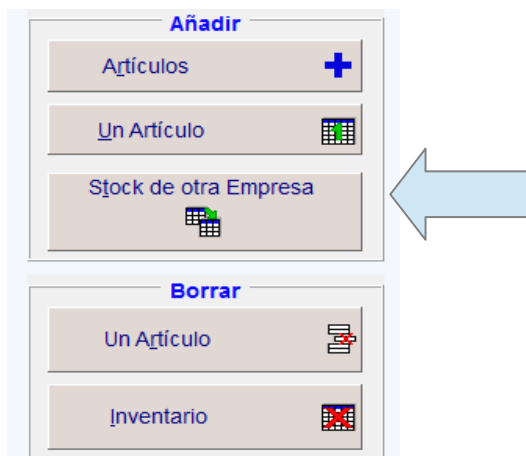 Añadir
Artículos
Un Artículo
Stock de otra Empresa
Borrar
Un Artículo
Inventario